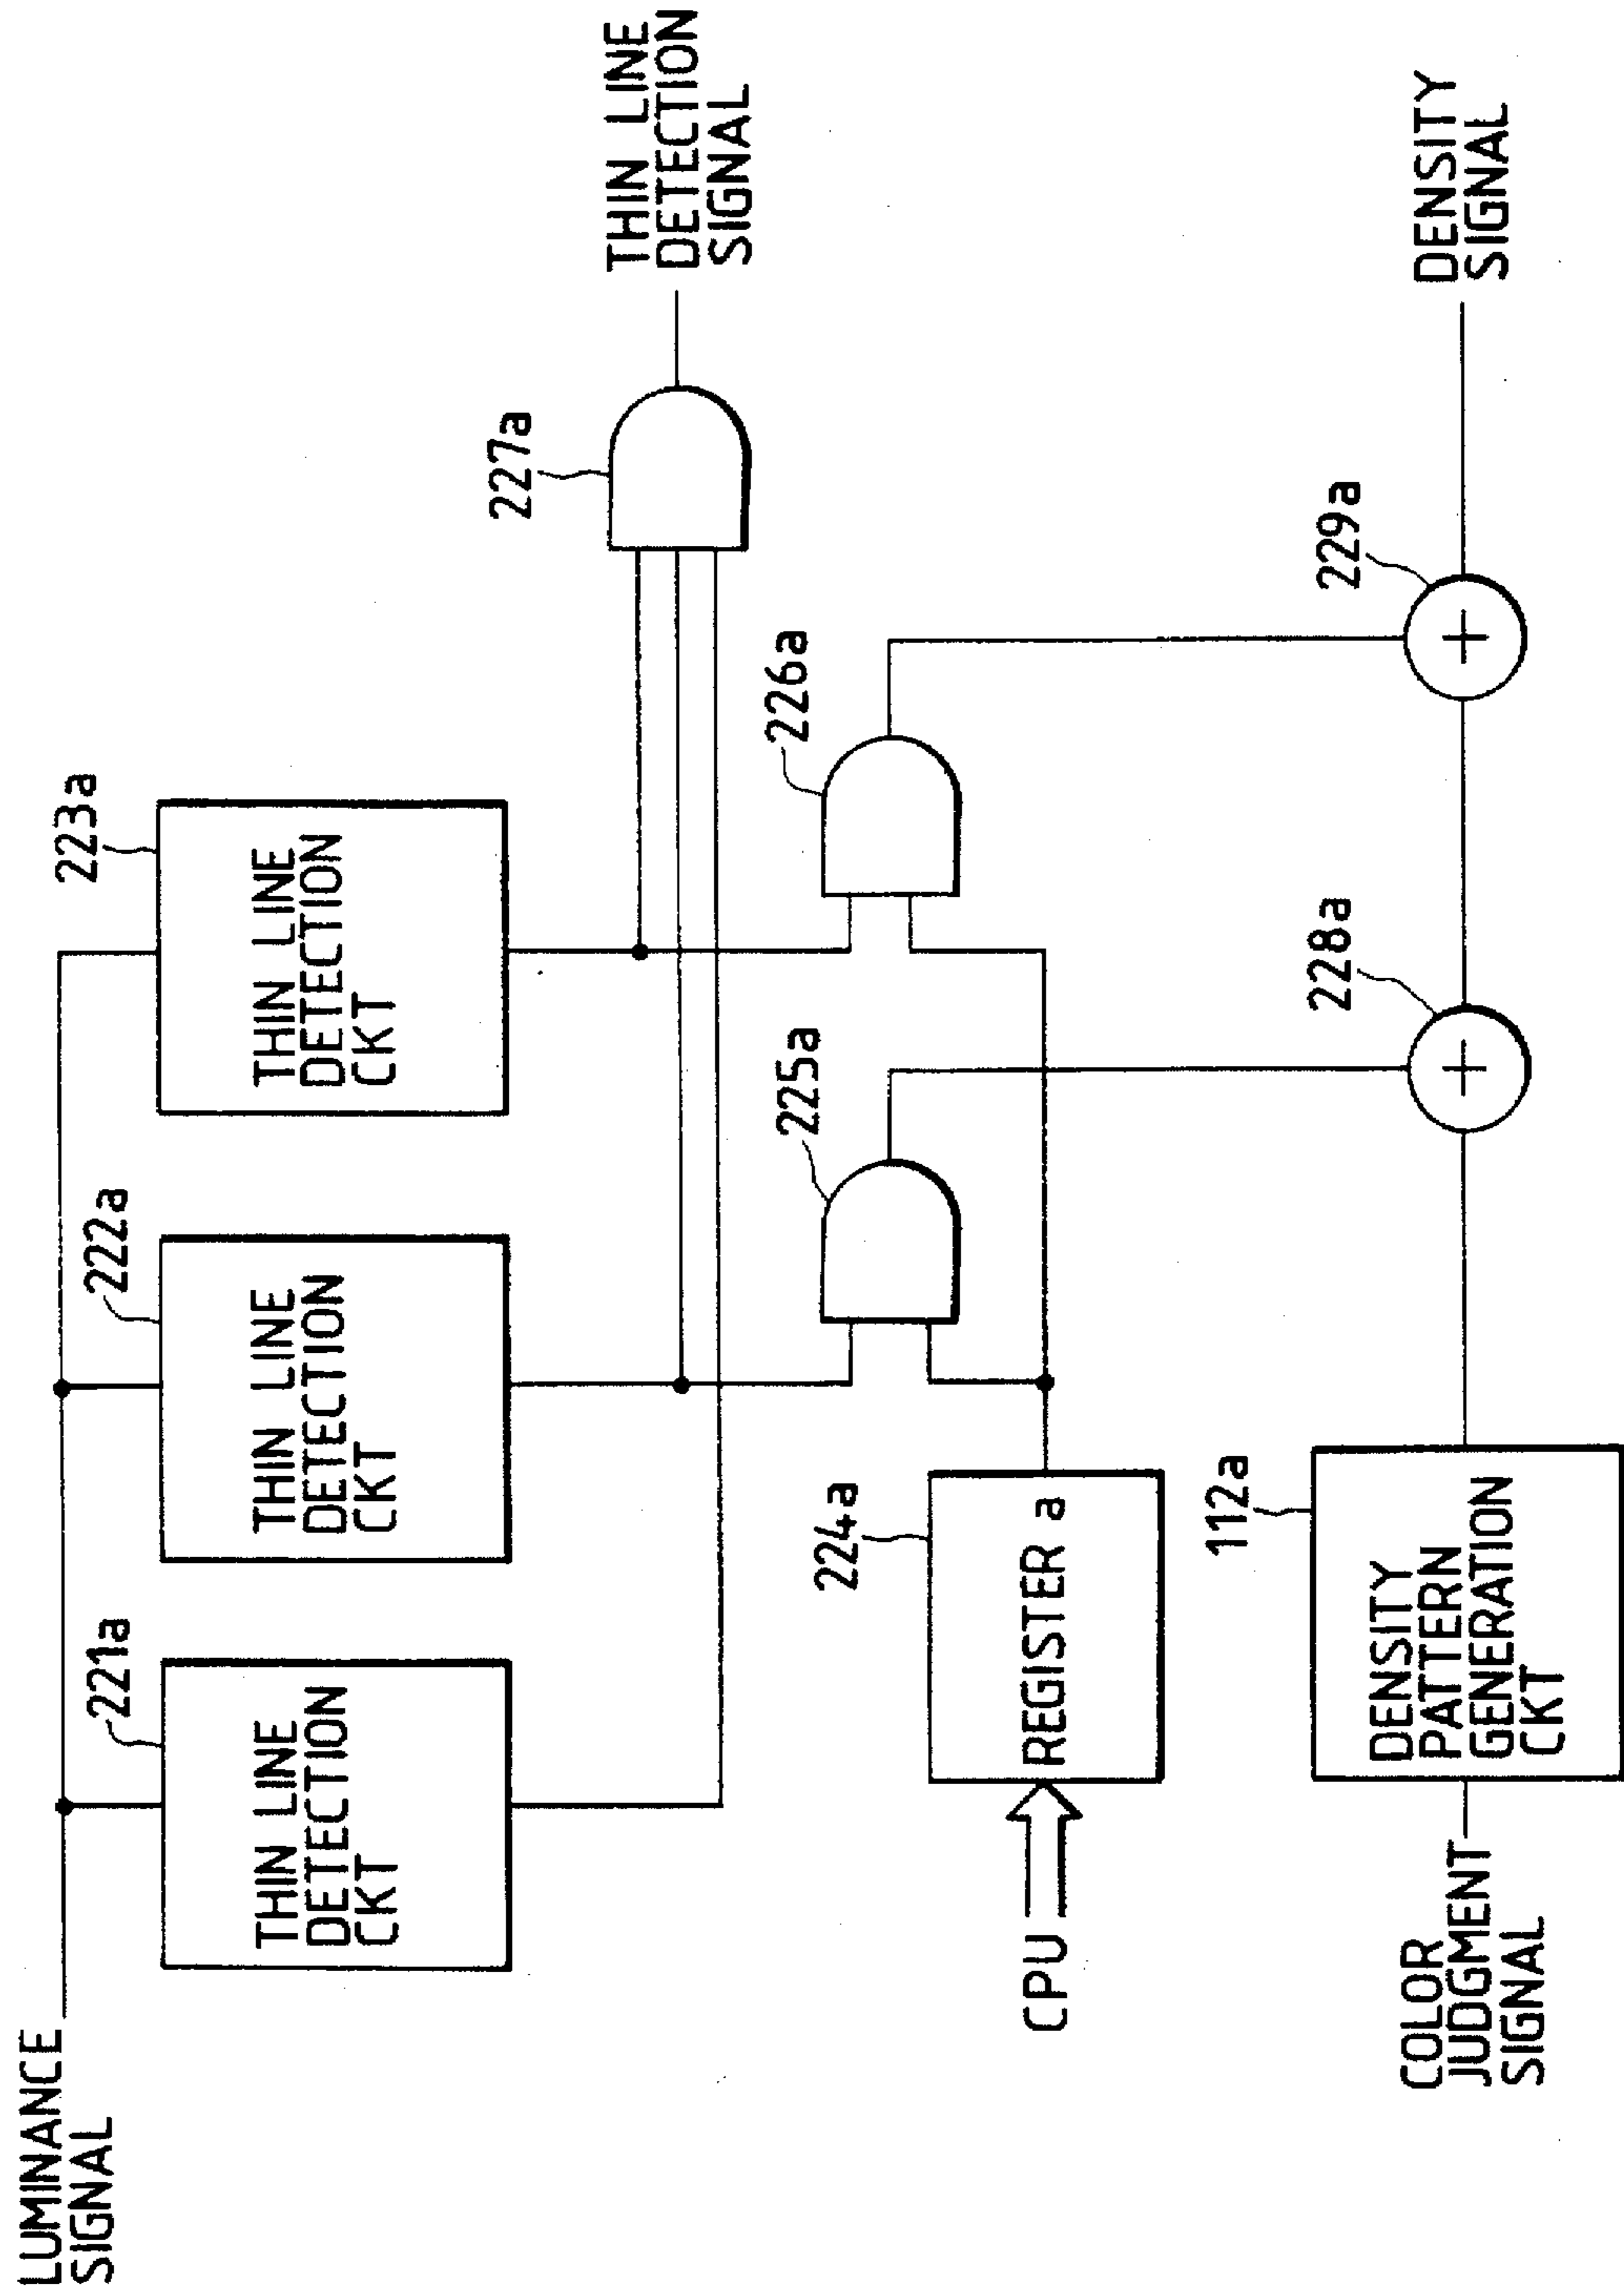 LUMINANCE
SIGNAL
221a
THIN LINE
DETECTION
CKT
222a
THIN LINE
DETECTION
CKT
223a
THIN LINE
DETECTION
CKT
227a
THIN LINE
DETECTION
SIGNAL
225a
226a
CPU
224a
REGISTER a
COLOR
JUDGMENT
SIGNAL
112a
DENSITY
PATTERN
GENERATION
CKT
228a
+
229a
+
DENSITY
SIGNAL